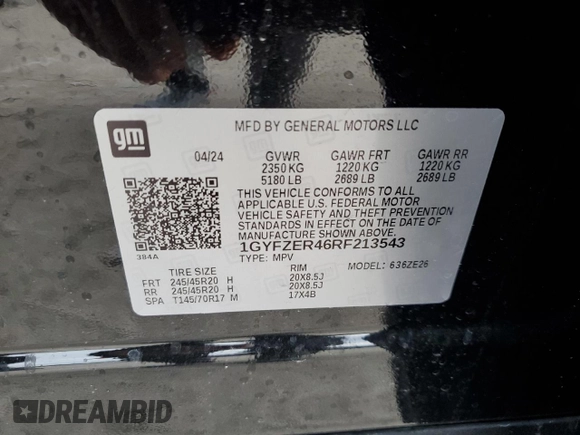 gm
MFD BY GENERAL MOTORS LLC
04/24 GVWR GAWR FRT GAWR RR
2350 KG 1220 KG 1220 KG
5180 LB 2689 LB 2689 LB
THIS VEHICLE CONFORMS TO ALL
APPLICABLE U.S. FEDERAL MOTOR
VEHICLE SAFETY AND THEFT PREVENTION
STANDARDS IN EFFECT ON THE DATE OF
MANUFACTURE SHOWN ABOVE.
1GYFZER46RF213543
384A
TYPE: MPV
MODEL: 636ZE26
TIRE SIZE RIM
FRT 245/45R20 H 20X8.5J
RR 245/45R20 H 20X8.5J
SPA T145/70R17 M 17X4B
DREAMBID